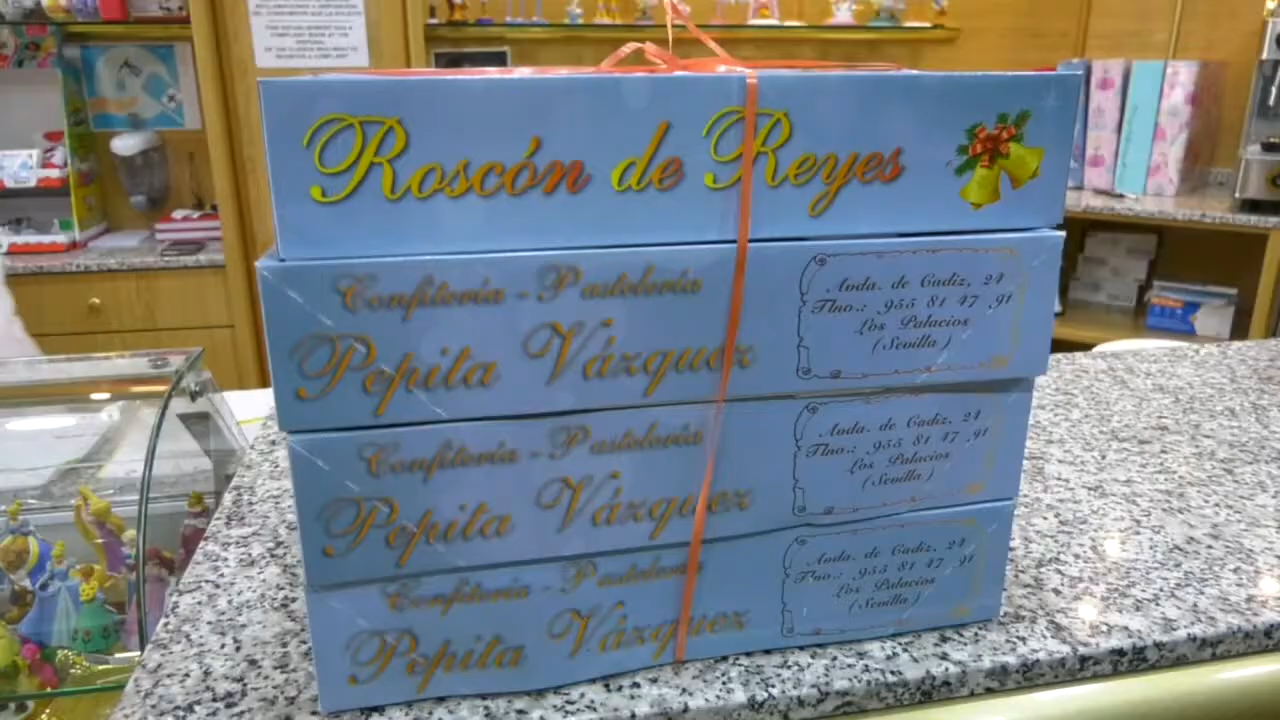 Roscón de Reyes
Confitería - Pastelería
Pepita Vázquez
Avda. de Cadiz, 24
Tlno.: 955 81 47 91
Los Palacios
(Sevilla)
Confitería - Pastelería
Pepita Vázquez
Avda. de Cadiz, 24
Tlno.: 955 81 47 91
Los Palacios
(Sevilla)
Confitería - Pastelería
Pepita Vázquez
Avda. de Cadiz, 24
Tlno.: 955 81 47 91
Los Palacios
(Sevilla)